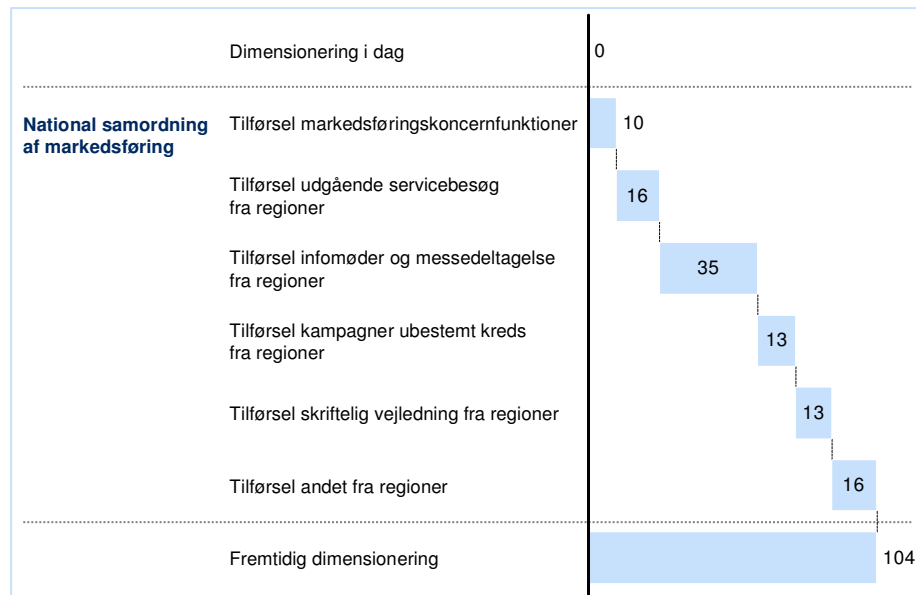 Dimensionering i dag
0
National samordning
af markedsføring
Tilførsel markedsføringskoncernfunktioner
10
Tilførsel udgående servicebesøg
fra regioner
16
Tilførsel infomøder og messedeltagelse
fra regioner
35
Tilførsel kampagner ubestemt kreds
fra regioner
13
Tilførsel skriftelig vejledning fra regioner
13
Tilførsel andet fra regioner
16
Fremtidig dimensionering
104